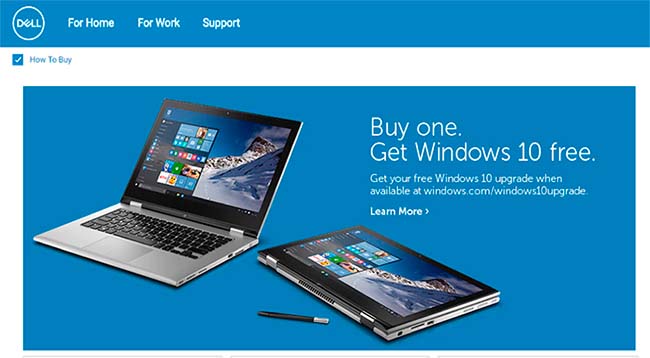 DELL
For Home For Work Support
How To Buy
Buy one.
Get Windows 10 free.
Get your free Windows 10 upgrade when
available at windows.com/windows10upgrade.
Learn More >